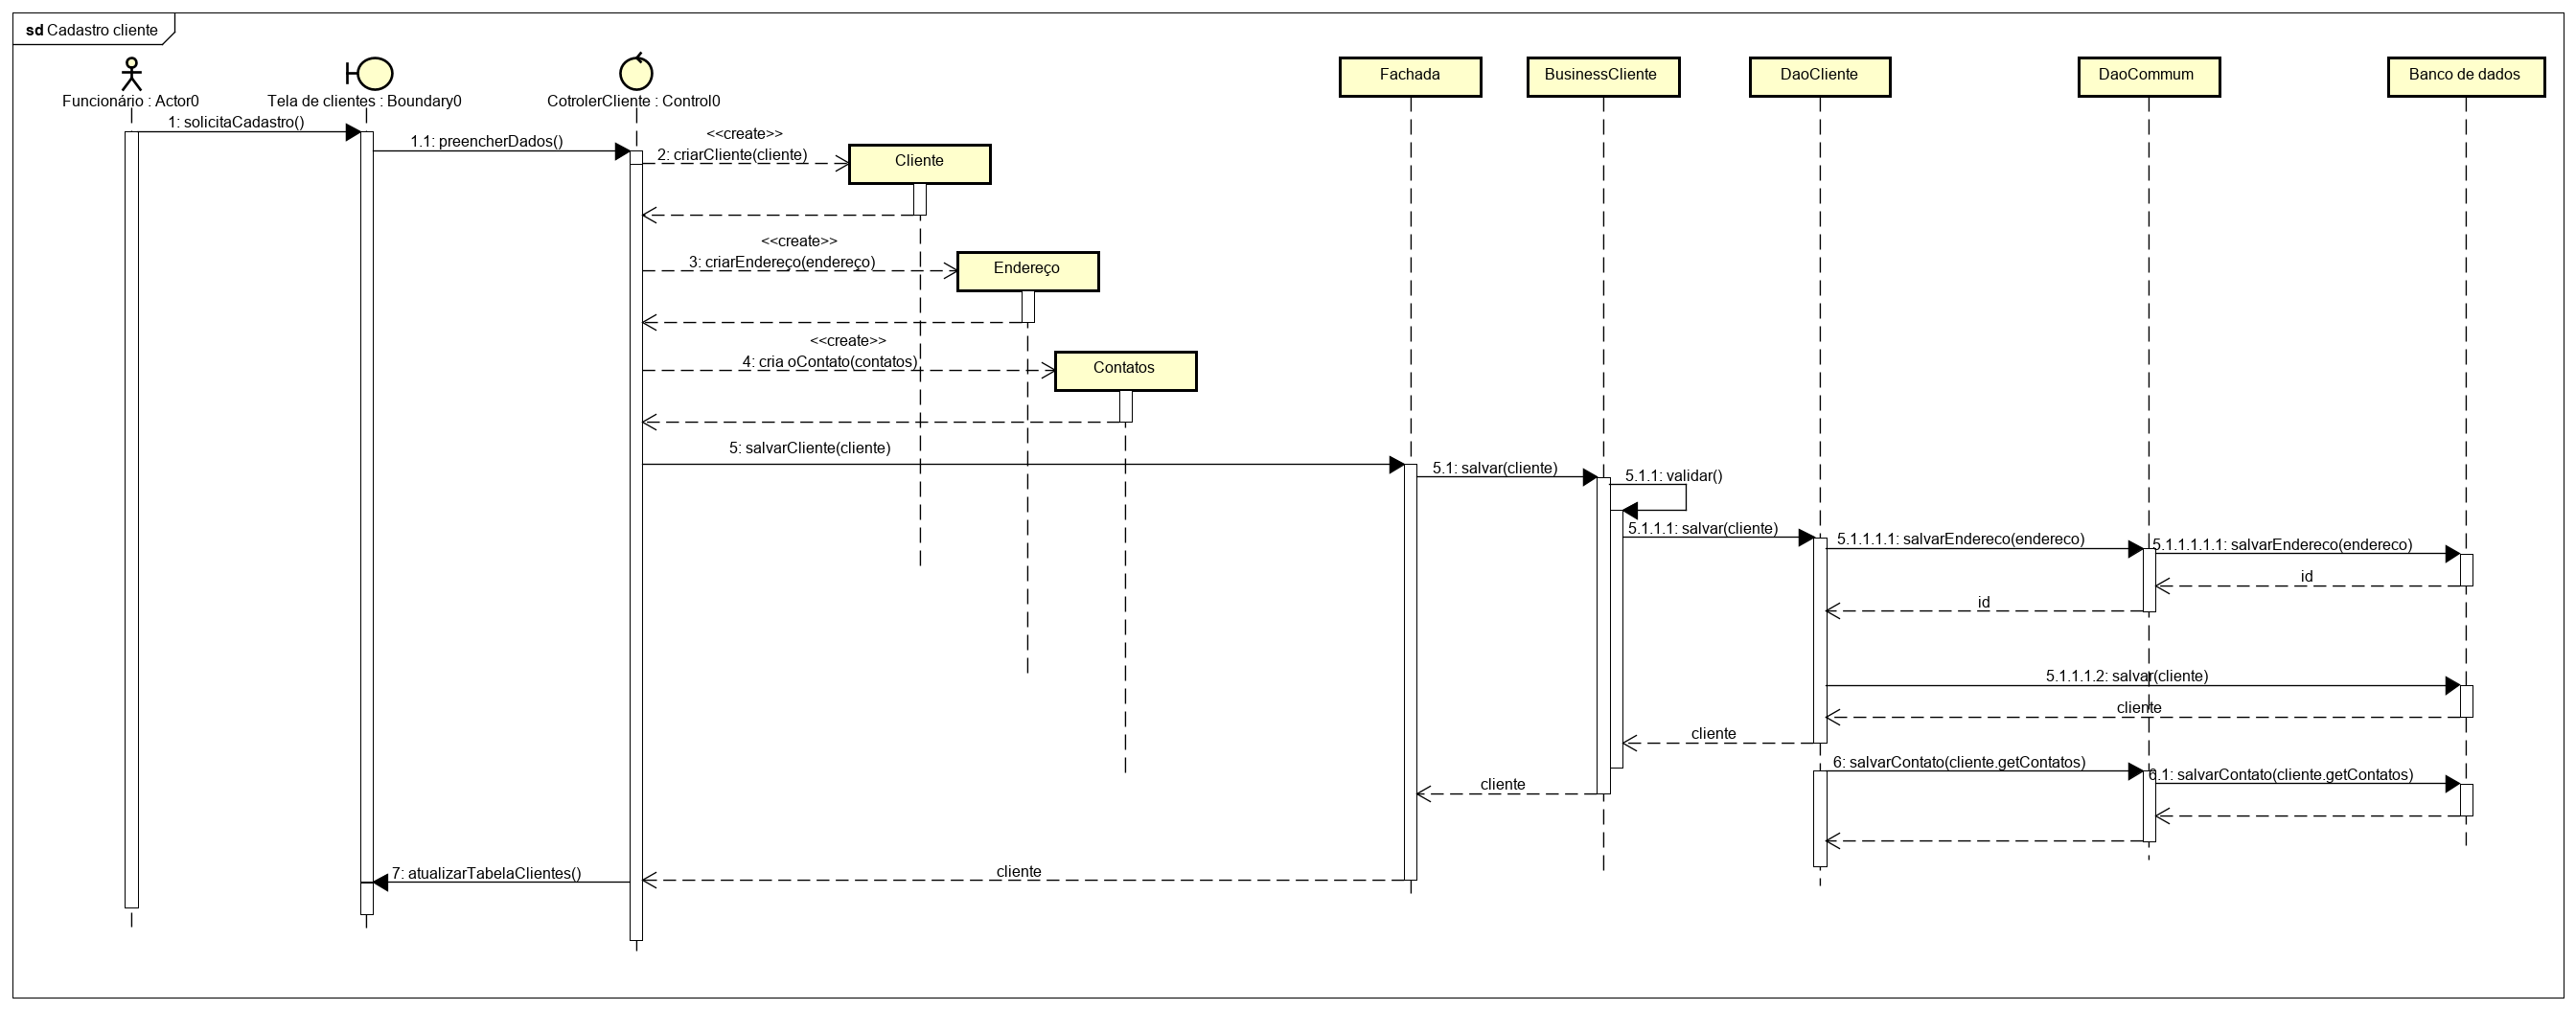 sd Cadastro cliente
Funcionário : Actor0
Tela de clientes : Boundary0
CotrolerCliente : Control0
Fachada
BusinessCliente
DaoCliente
DaoCommum
Banco de dados
1: solicitaCadastro()
1.1: preencherDados()
<<create>>
2: criarCliente(cliente)
Cliente
<<create>>
3: criarEndereço(endereço)
Endereço
<<create>>
4: cria oContato(contatos)
Contatos
5: salvarCliente(cliente)
5.1: salvar(cliente)
5.1.1: validar()
5.1.1.1: salvar(cliente)
5.1.1.1.1: salvarEndereco(endereco)
5.1.1.1.1.1: salvarEndereco(endereco)
id
id
5.1.1.1.2: salvar(cliente)
cliente
cliente
6: salvarContato(cliente.getContatos)
6.1: salvarContato(cliente.getContatos)
cliente
7: atualizarTabelaClientes()
cliente